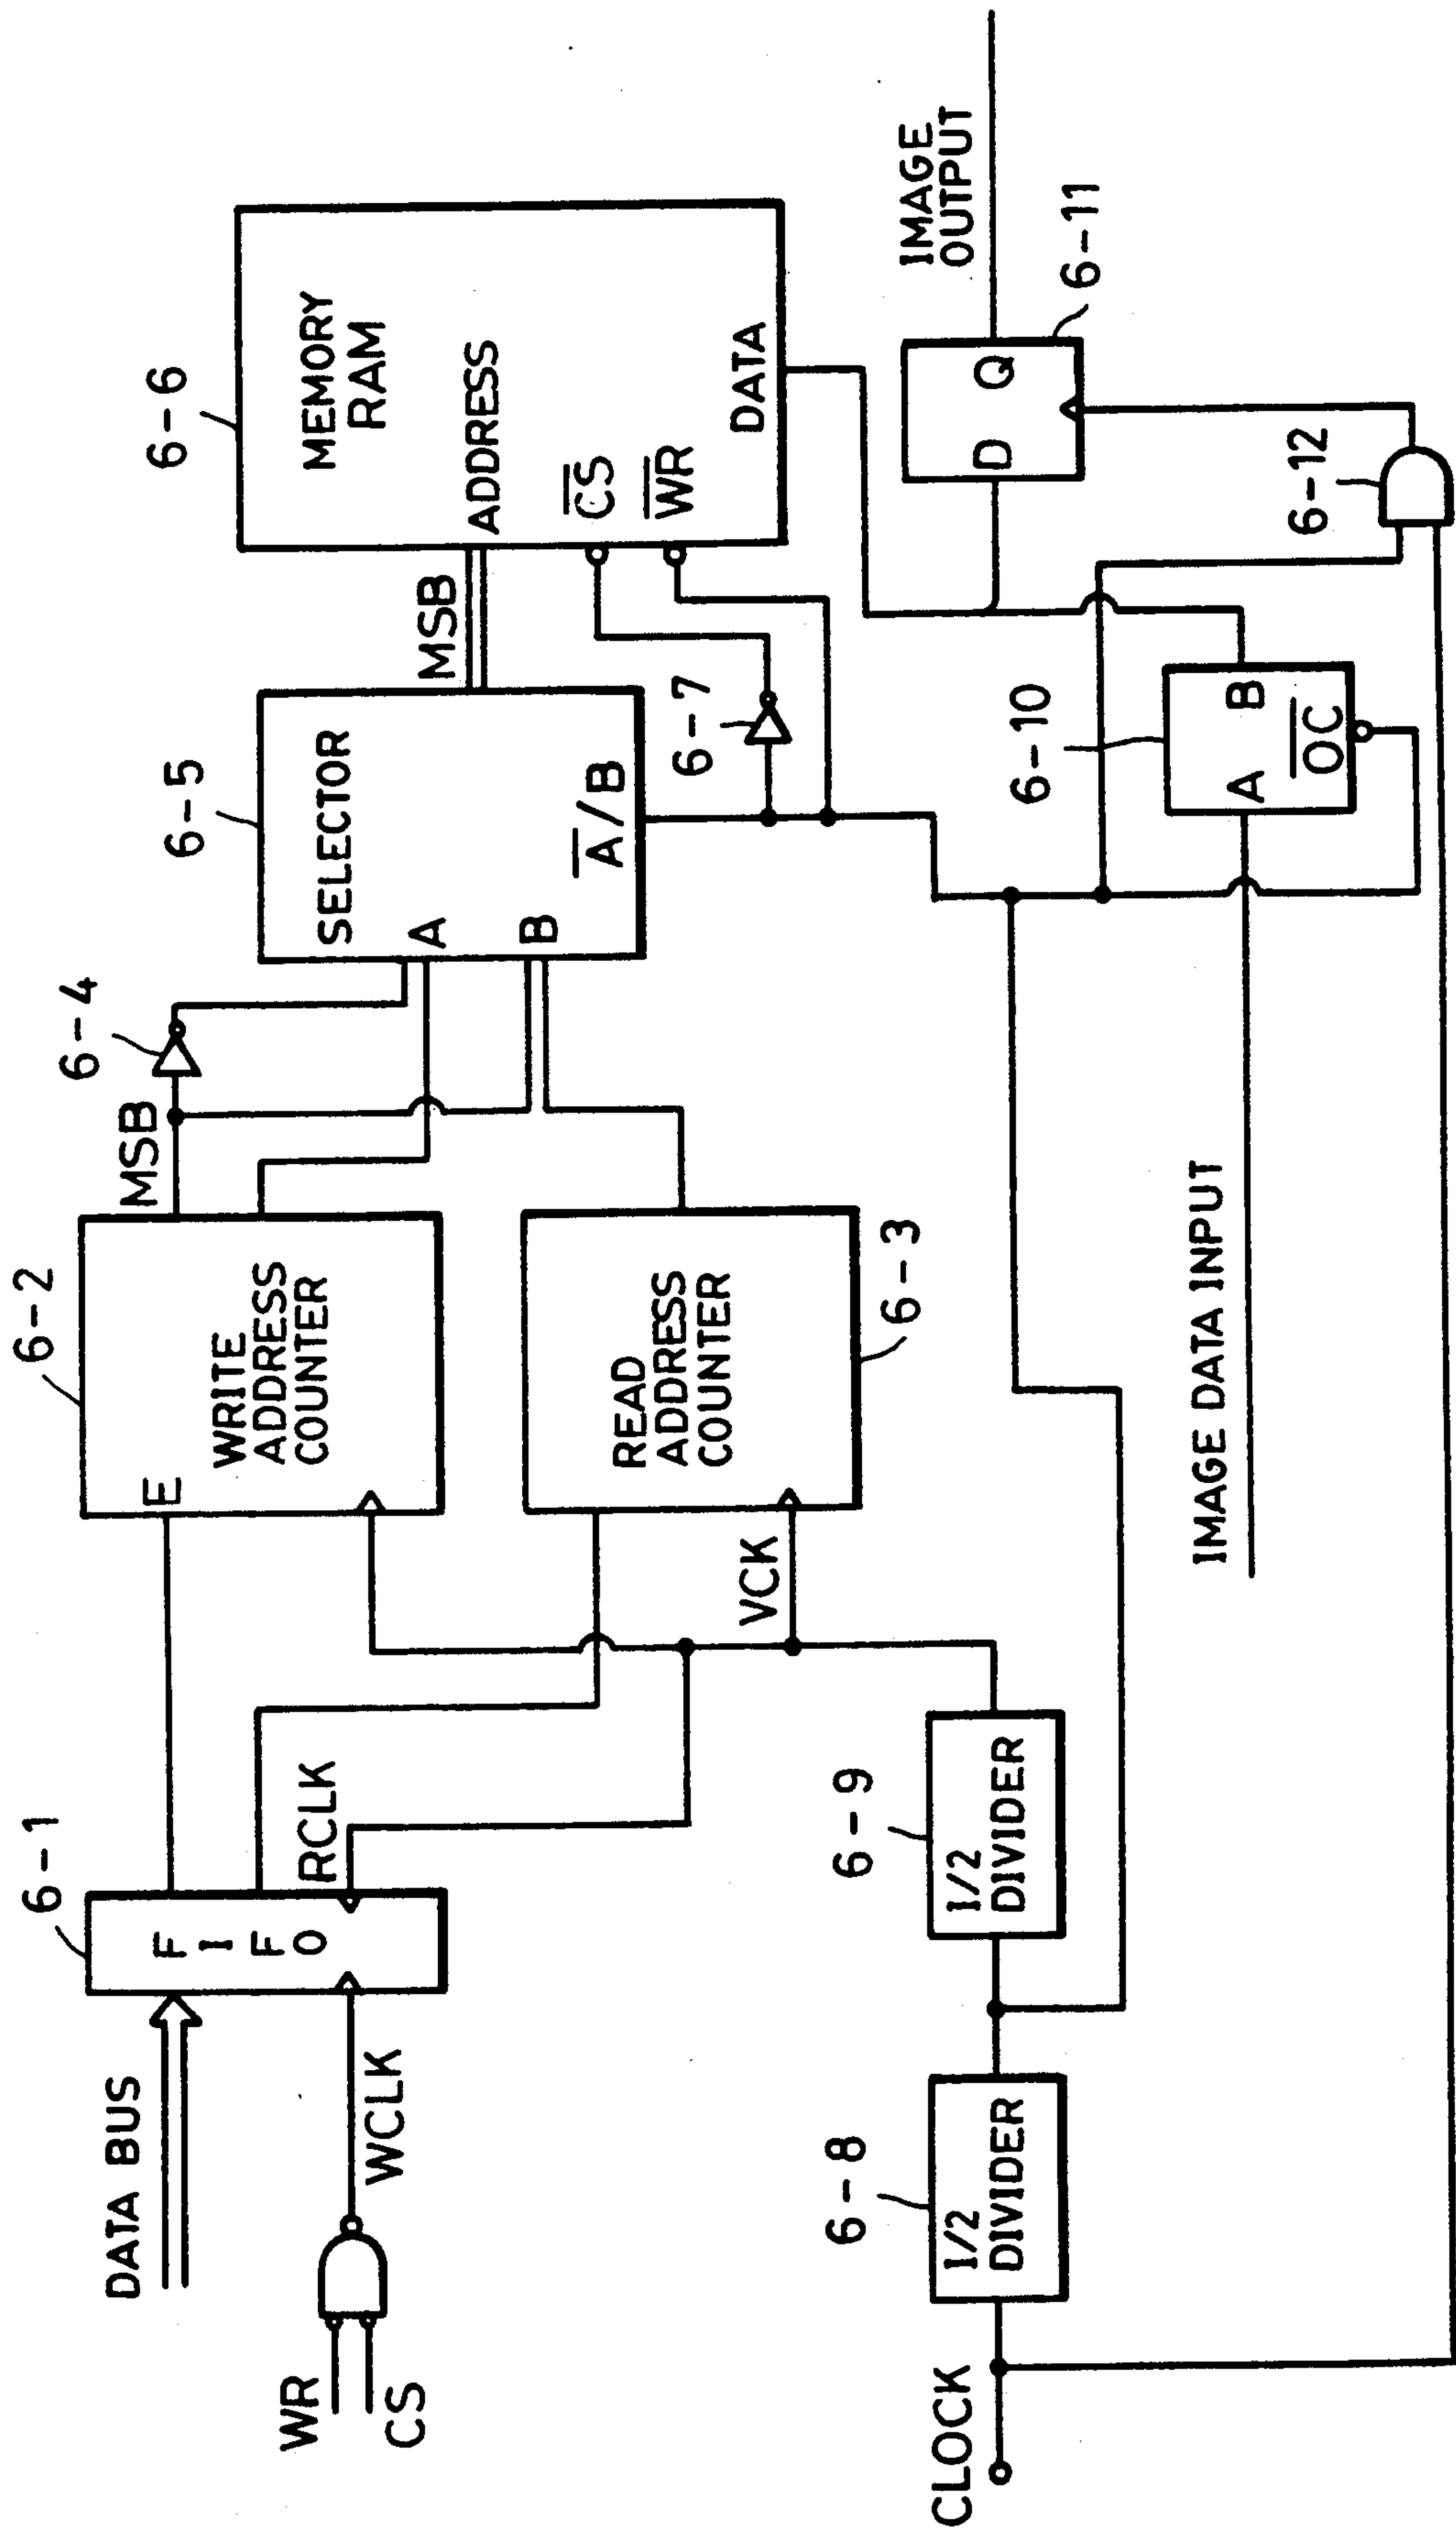 DATA BUS
WR
CS
WCLK
6-1
FIFO
RCLK
6-2
E
WRITE
ADDRESS
COUNTER
MSB
6-4
READ
ADDRESS
COUNTER
6-3
VCK
6-5
SELECTOR
A
B
A̅/B
MSB
6-6
MEMORY
RAM
ADDRESS
C̅S̅
W̅R̅
DATA
6-7
CLOCK
6-8
1/2
DIVIDER
6-9
1/2
DIVIDER
IMAGE DATA INPUT
6-10
A
B
O̅C̅
D
Q
6-11
6-12
IMAGE
OUTPUT